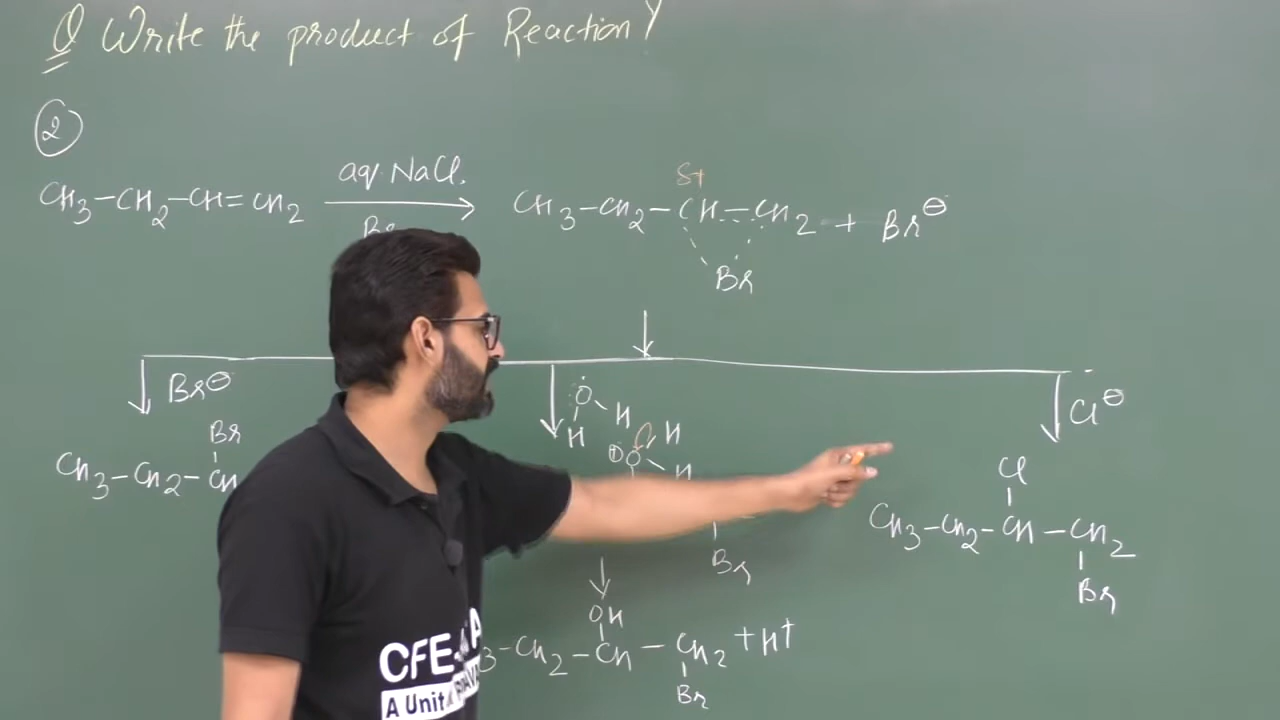 Q Write the product of Reaction?
2
CH3-CH2-CH=CH2
aq. NaCl.
CH3-CH2-CH-CH2 + Br⊖
δ+
Br
Br⊖
Br
CH3-CH2-CH
Ö
H
H
⊕O
H
H
Br
OH
3-CH2-CH-CH2 + H+
Br
Cl⊖
Cl
CH3-CH2-CH-CH2
Br
CFE
A Unit